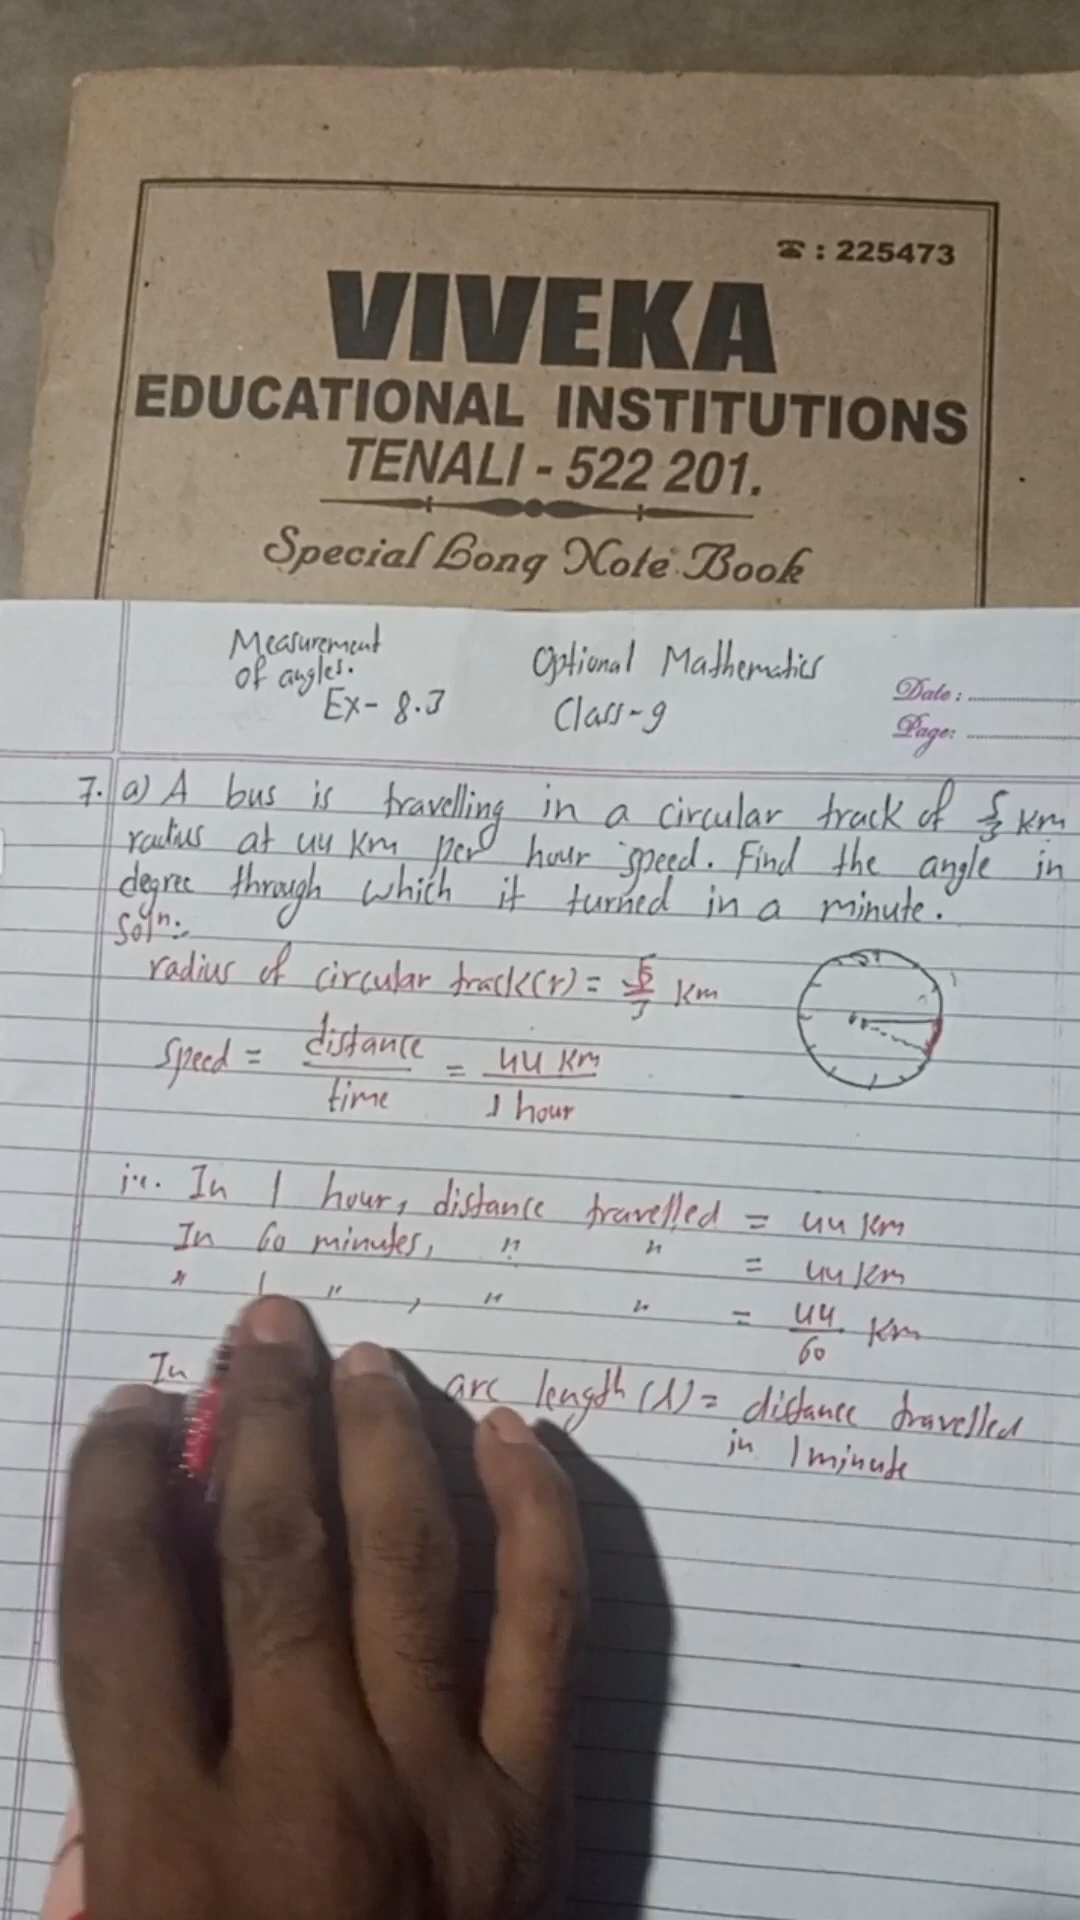 ☎ : 225473
VIVEKA
EDUCATIONAL INSTITUTIONS
TENALI - 522 201.
Special Long Note Book
Measurement
of angles.
Ex- 8.3
Optional Mathematics
Class-9
Date:
Page:
7. a) A bus is travelling in a circular track of 5/3 km
radius at 44 km per hour speed. Find the angle in
degree through which it turned in a minute.
Soln:
radius of circular track(r) = 5/3 km
Speed = distance/time = 44 km/1 hour
i.e. In 1 hour, distance travelled = 44 km
In 60 minutes, " " = 44 km
" 1 " , " " = 44/60 km
In
arc length (l) = distance travelled
in 1 minute